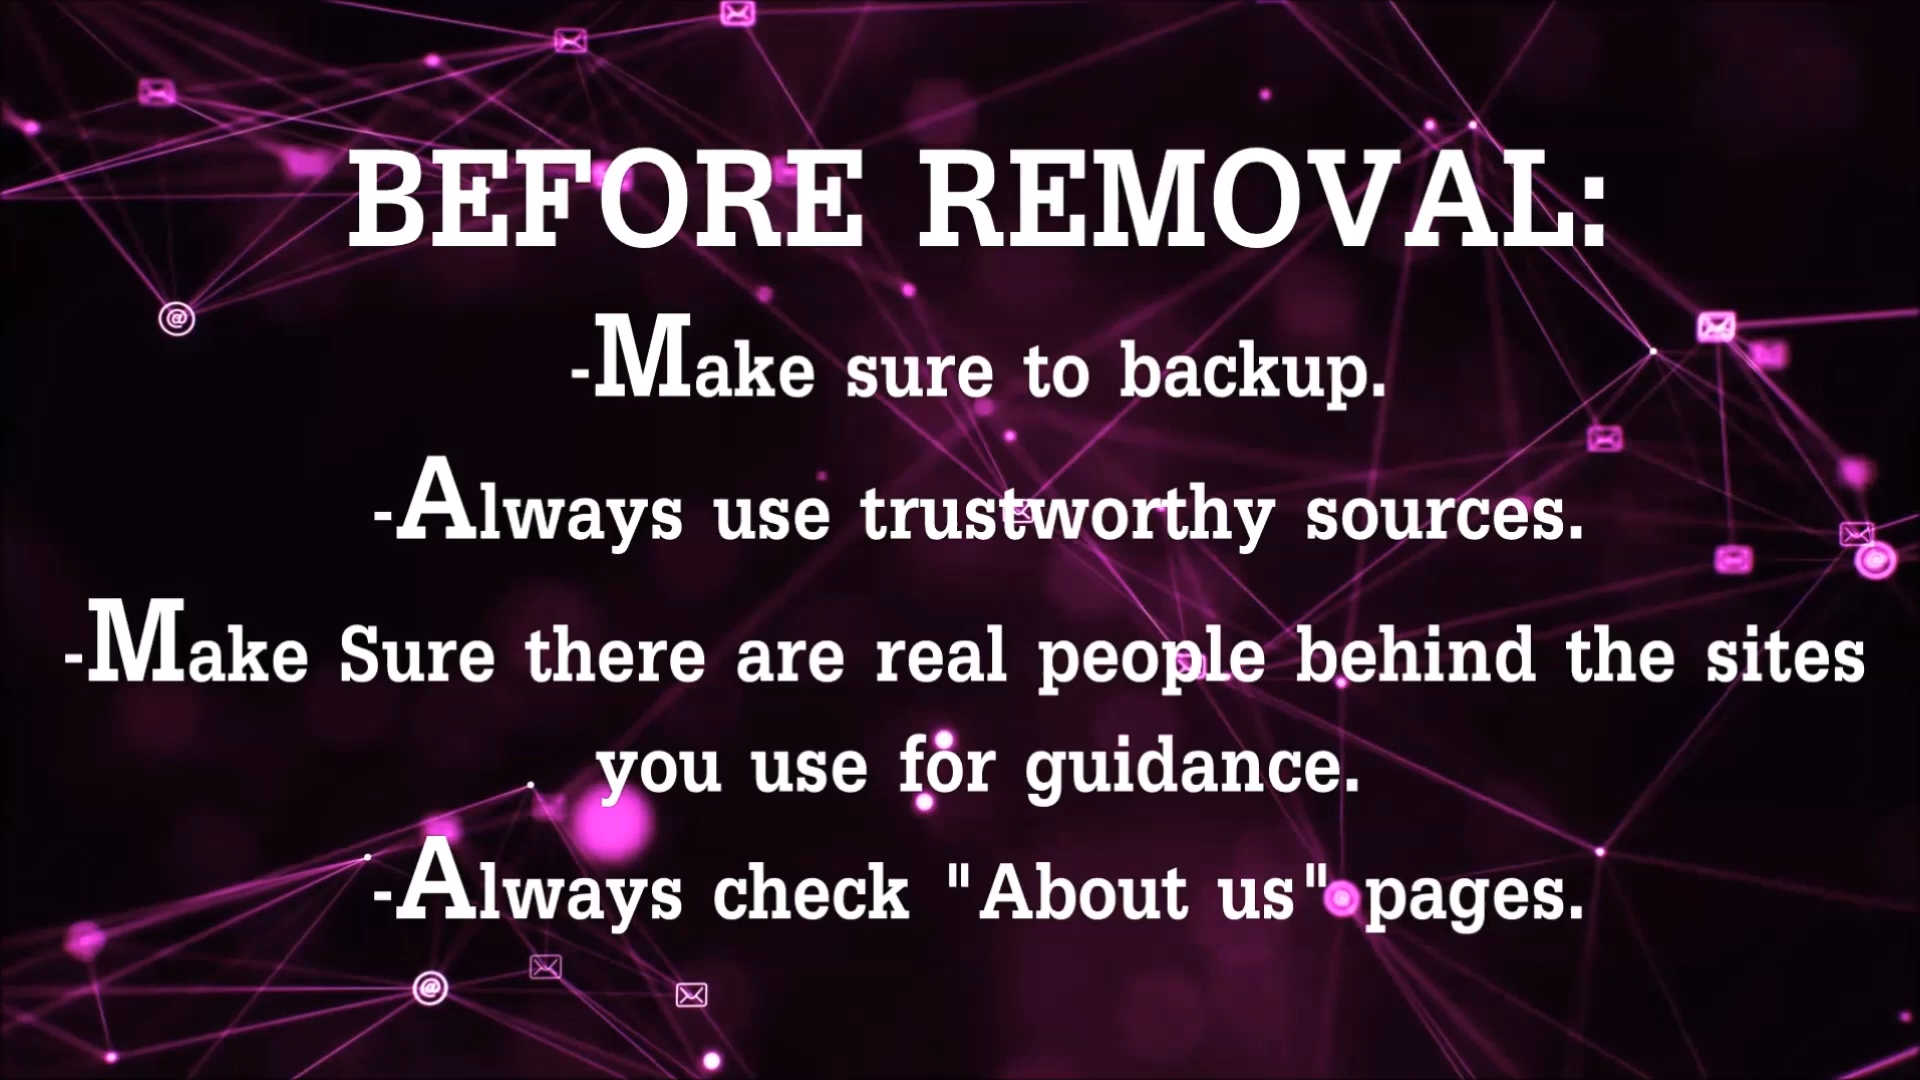 BEFORE REMOVAL:
-Make sure to backup.
-Always use trustworthy sources.
-Make Sure there are real people behind the sites
you use for guidance.
-Always check "About us" pages.